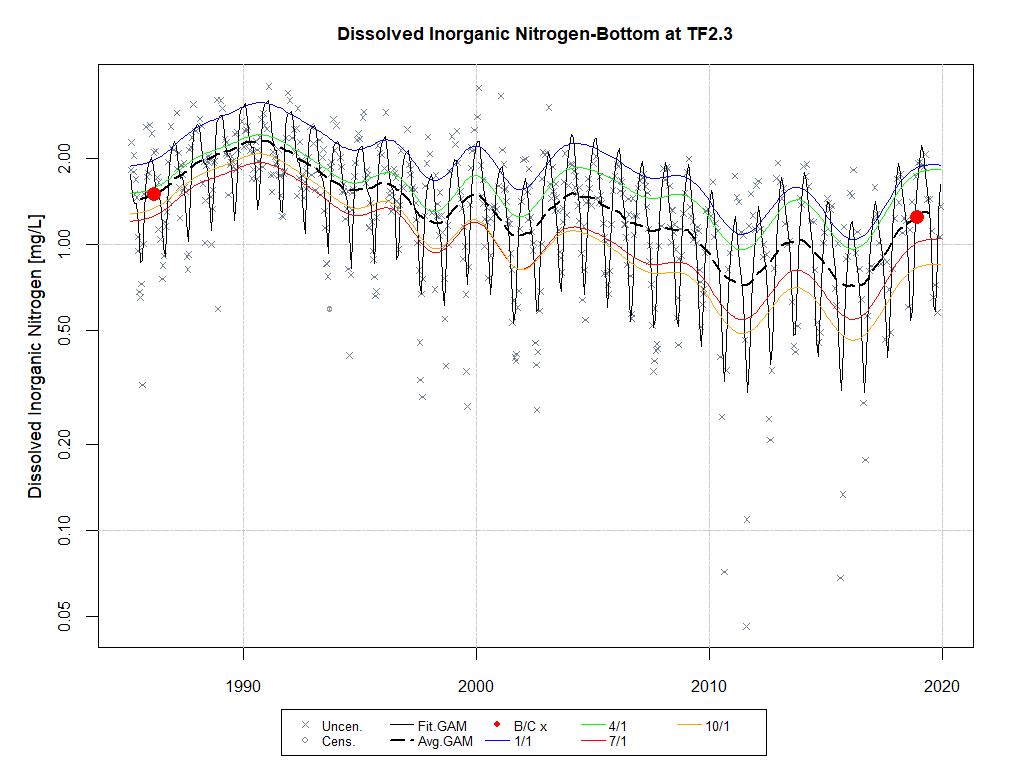 Dissolved Inorganic Nitrogen-Bottom at TF2.3
Dissolved Inorganic Nitrogen [mg/L]
2.00
1.00
0.50
0.20
0.10
0.05
1990 2000 2010 2020
Uncen. Fit.GAM B/C x 4/1 10/1
Cens. Avg.GAM 1/1 7/1